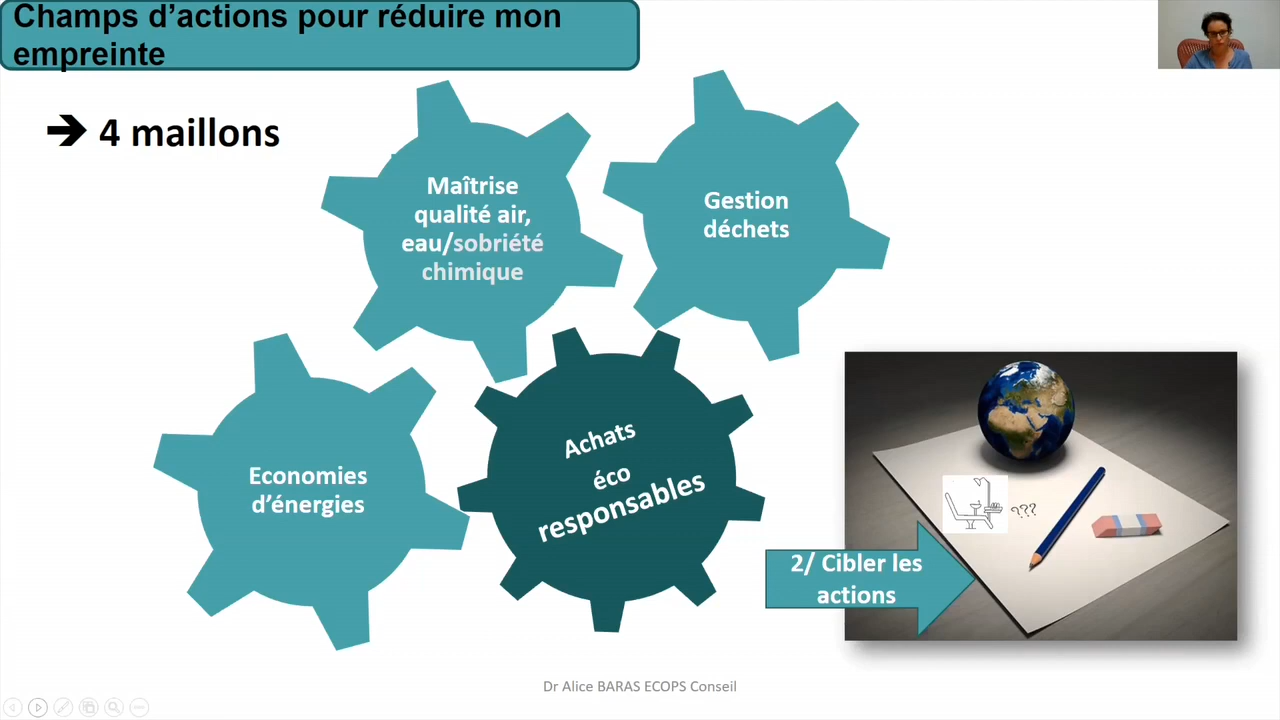 Champs d’actions pour réduire mon
empreinte
➔ 4 maillons
Maîtrise
qualité air,
eau/sobriété
chimique
Gestion
déchets
Economies
d’énergies
Achats
éco
responsables
???
2/ Cibler les
actions
Dr Alice BARAS ECOPS Conseil